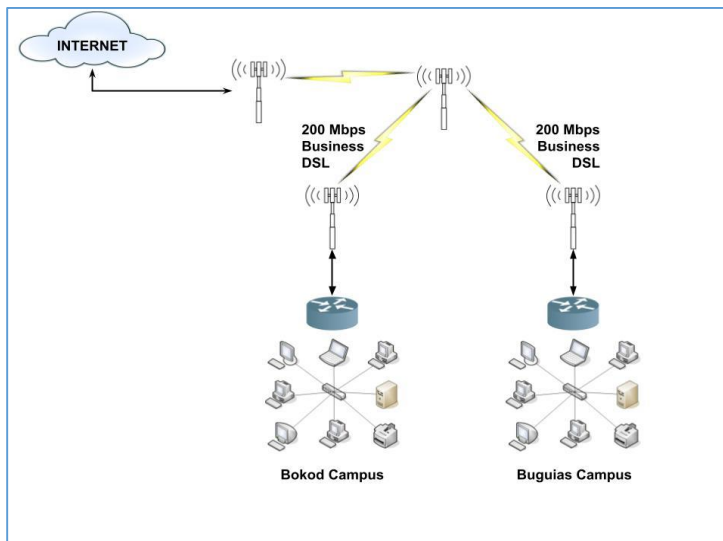 INTERNET
200 Mbps
Business
DSL
200 Mbps
Business
DSL
Bokod Campus
Buguias Campus